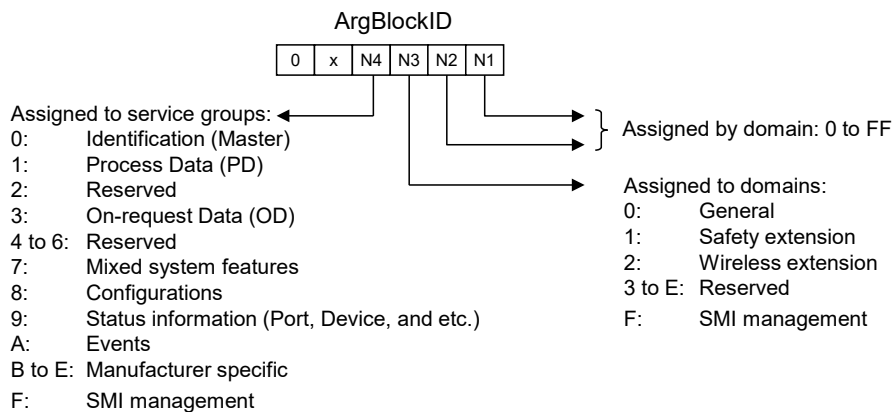 ArgBlockID
0 x N4 N3 N2 N1
Assigned to service groups:
0: Identification (Master)
1: Process Data (PD)
2: Reserved
3: On-request Data (OD)
4 to 6: Reserved
7: Mixed system features
8: Configurations
9: Status information (Port, Device, and etc.)
A: Events
B to E: Manufacturer specific
F: SMI management
Assigned by domain: 0 to FF
Assigned to domains:
0: General
1: Safety extension
2: Wireless extension
3 to E: Reserved
F: SMI management